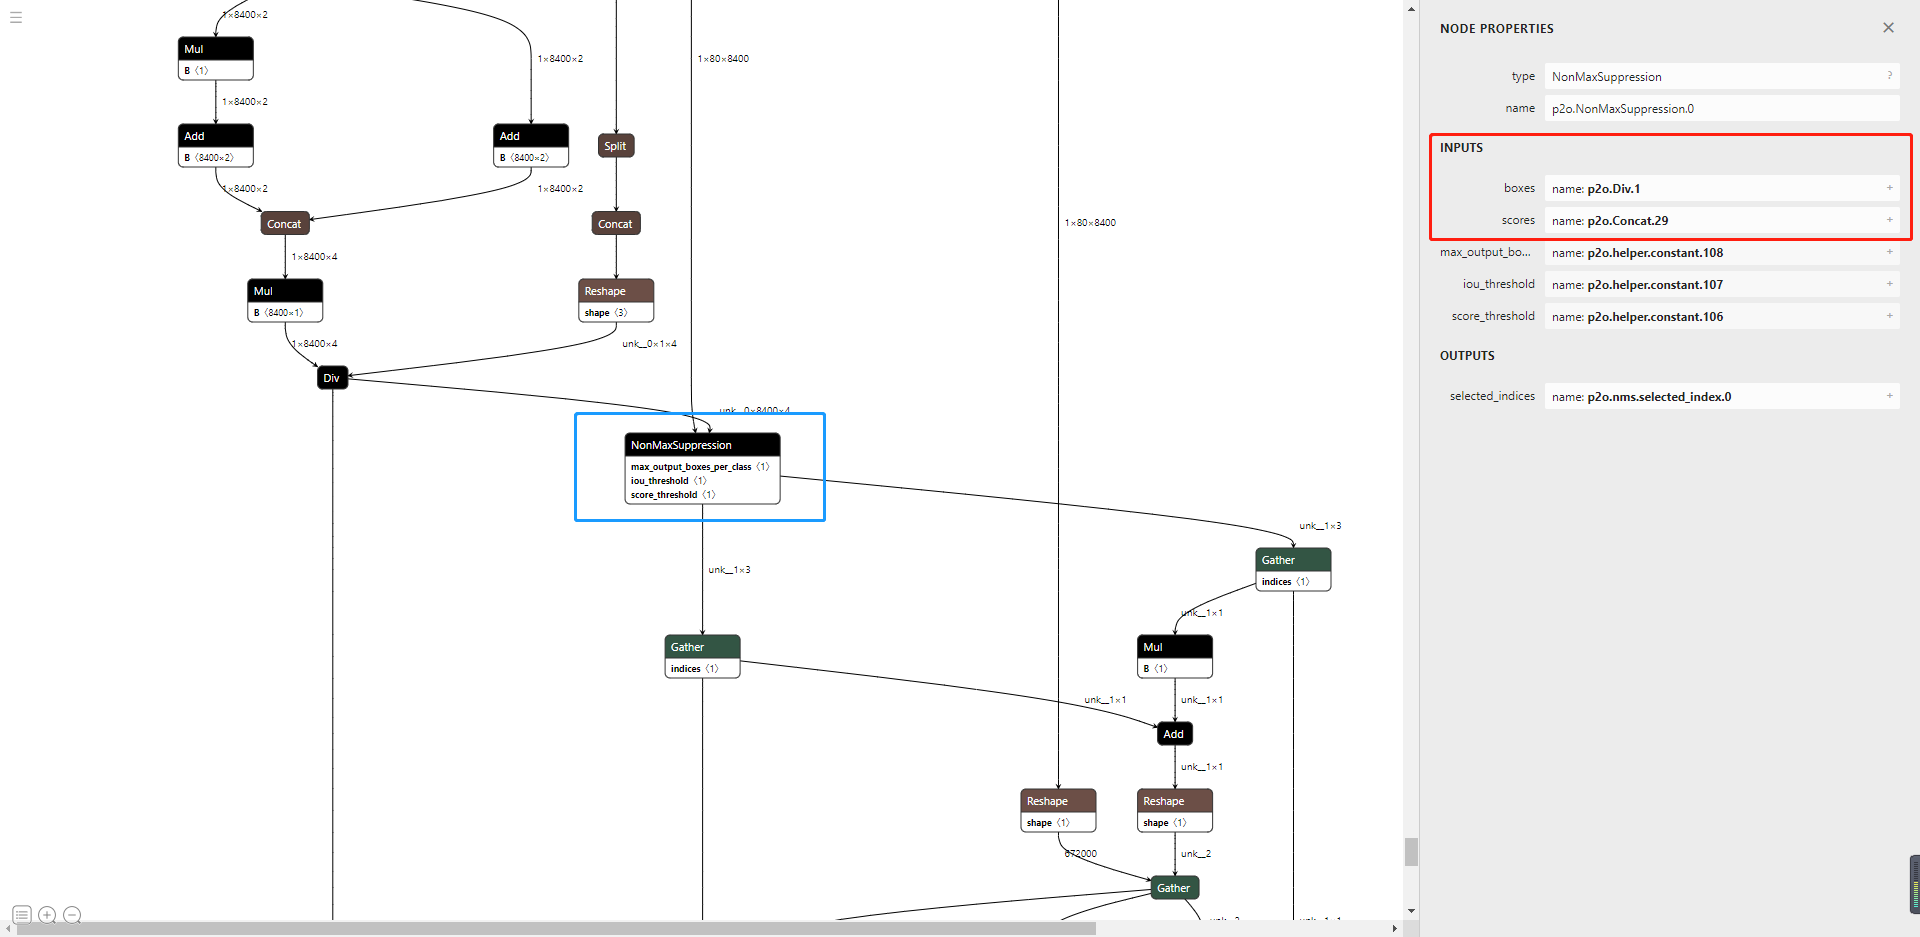 1×8400×2
Mul
B ⟨1⟩
1×8400×2
1×80×8400
1×8400×2
Add
B ⟨8400×2⟩
Add
B ⟨8400×2⟩
Split
1×8400×2
1×8400×2
Concat
Concat
1×80×8400
1×8400×4
Mul
B ⟨8400×1⟩
Reshape
shape ⟨3⟩
1×8400×4
unk__0×1×4
Div
unk__0×8400×4
NonMaxSuppression
max_output_boxes_per_class ⟨1⟩
iou_threshold ⟨1⟩
score_threshold ⟨1⟩
unk__1×3
Gather
indices ⟨1⟩
unk__1×3
unk__1×1
Gather
indices ⟨1⟩
Mul
B ⟨1⟩
unk__1×1
unk__1×1
Add
unk__1×1
Reshape
shape ⟨1⟩
Reshape
shape ⟨1⟩
672000
unk__2
Gather
NODE PROPERTIES
type
NonMaxSuppression
?
name
p2o.NonMaxSuppression.0
INPUTS
boxes
name: p2o.Div.1
+
scores
name: p2o.Concat.29
+
max_output_bo...
name: p2o.helper.constant.108
+
iou_threshold
name: p2o.helper.constant.107
+
score_threshold
name: p2o.helper.constant.106
+
OUTPUTS
selected_indices
name: p2o.nms.selected_index.0
+